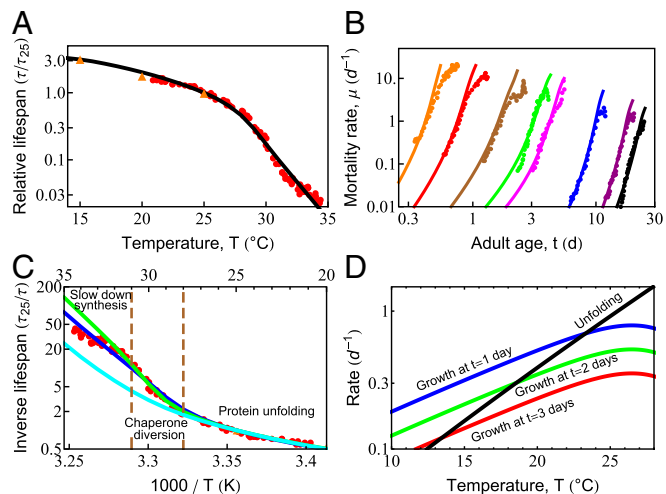 A
Relative lifespan (τ/τ25)
3.0
1.0
0.3
0.1
0.03
15
20
25
30
35
Temperature, T (°C)
B
Mortality rate, μ (d⁻¹)
10.
1
0.1
0.01
0.3
1
3
10
30
Adult age, t (d)
C
35
30
25
20
Inverse lifespan (τ25/τ)
200
50
20
5
2
0.5
Slow down
synthesis
Chaperone
diversion
Protein unfolding
3.25
3.3
3.35
3.4
1000 / T (K)
D
Rate (d⁻¹)
1
0.3
0.1
Unfolding
Growth at t=1 day
Growth at t=2 days
Growth at t=3 days
10
15
20
25
Temperature, T (°C)